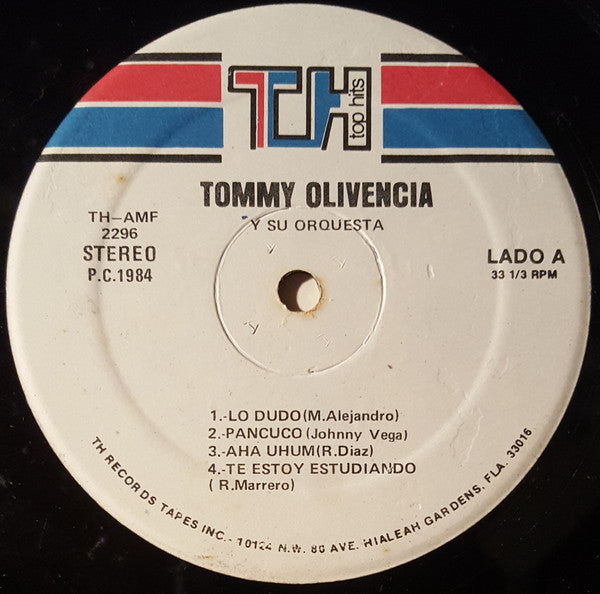 TH top hits
TOMMY OLIVENCIA
Y SU ORQUESTA
TH-AMF
2296
STEREO
P.C.1984
LADO A
33 1/3 RPM
1.-LO DUDO(M.Alejandro)
2.-PANCUCO(Johnny Vega)
3.-AHA UHUM(R.Diaz)
4.-TE ESTOY ESTUDIANDO
( R.Marrero)
TH RECORDS TAPES INC.- 10124 N.W. 80 AVE. HIALEAH GARDENS, FLA. 33016